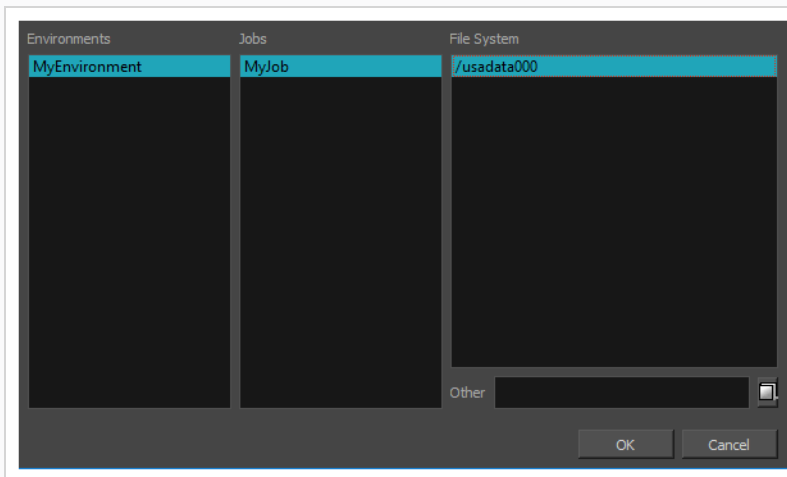 Environments Jobs File System
MyEnvironment MyJob /usadata000
Other
OK Cancel